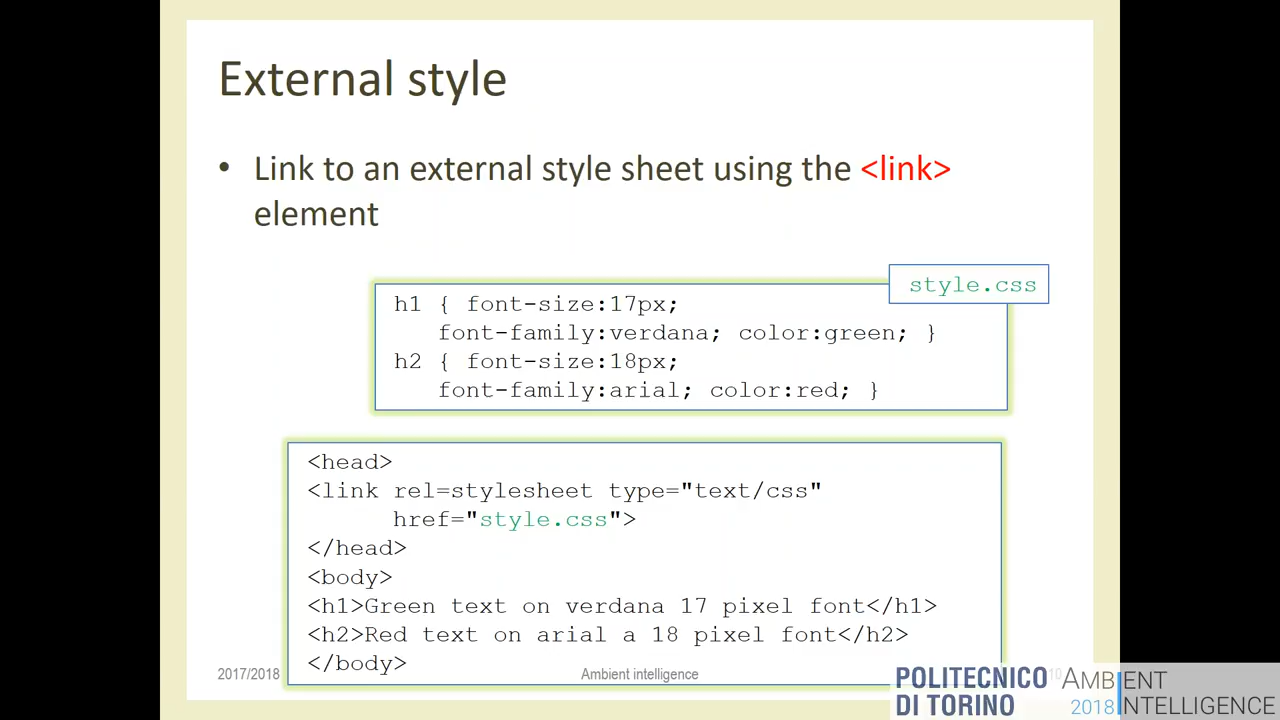 External style
• Link to an external style sheet using the <link>
element
style.css
h1 { font-size:17px;
font-family:verdana; color:green; }
h2 { font-size:18px;
font-family:arial; color:red; }
<head>
<link rel=stylesheet type="text/css"
href="style.css">
</head>
<body>
<h1>Green text on verdana 17 pixel font</h1>
<h2>Red text on arial a 18 pixel font</h2>
</body>
2017/2018
Ambient intelligence
10
POLITECNICO
DI TORINO
AMBIENT
2018 INTELLIGENCE